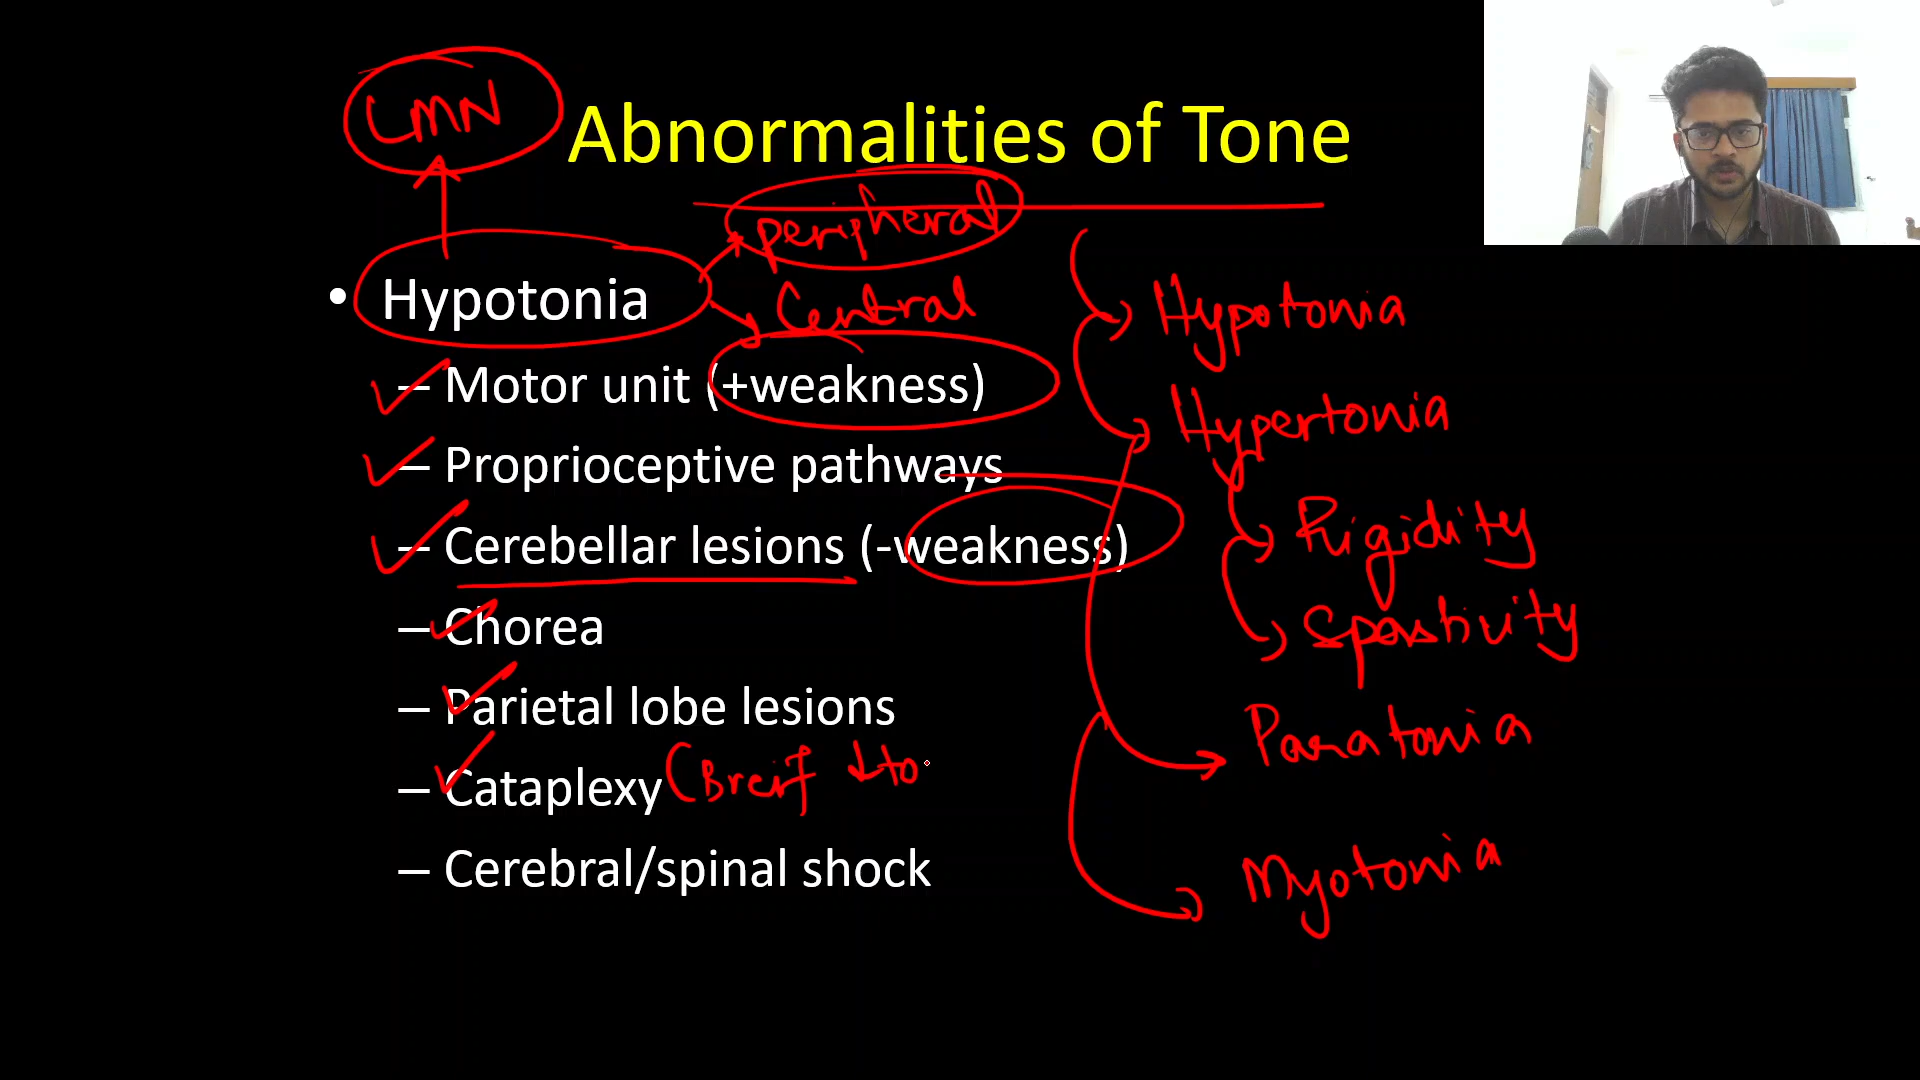 LMN
Abnormalities of Tone
peripheral
• Hypotonia
Central
Hypotonia
– Motor unit (+weakness)
Hypertonia
– Proprioceptive pathways
– Cerebellar lesions (-weakness)
Rigidity
– Chorea
Spasticity
– Parietal lobe lesions
Paratonia
– Cataplexy (Breif ↓to
– Cerebral/spinal shock
Myotonia